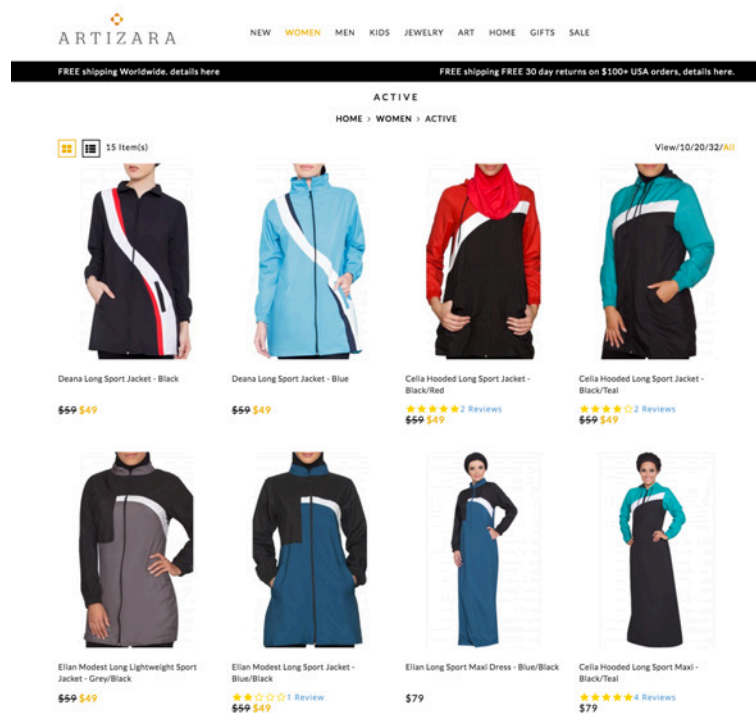 ARTIZARA
NEW WOMEN MEN KIDS JEWELRY ART HOME GIFTS SALE
FREE shipping Worldwide. details here
FREE shipping FREE 30 day returns on $100+ USA orders, details here.
ACTIVE
HOME > WOMEN > ACTIVE
15 Item(s)
View/10/20/32/All
Deana Long Sport Jacket - Black
$59 $49
Deana Long Sport Jacket - Blue
$59 $49
Celia Hooded Long Sport Jacket -
Black/Red
2 Reviews
$59 $49
Celia Hooded Long Sport Jacket -
Black/Teal
2 Reviews
$59 $49
Elian Modest Long Lightweight Sport
Jacket - Grey/Black
$59 $49
Elian Modest Long Sport Jacket -
Blue/Black
1 Review
$59 $49
Elian Long Sport Maxi Dress - Blue/Black
$79
Celia Hooded Long Sport Maxi -
Black/Teal
4 Reviews
$79